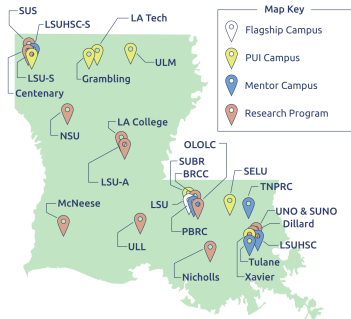 SUS
LSUHSC-S
LA Tech
LSU-S
Centenary
Grambling
ULM
NSU
LA College
LSU-A
McNeese
ULL
OLOLC
SUBR
BRCC
LSU
PBRC
Nicholls
SELU
TNPRC
UNO & SUNO
Dillard
LSUHSC
Tulane
Xavier
Map Key
Flagship Campus
PUI Campus
Mentor Campus
Research Program